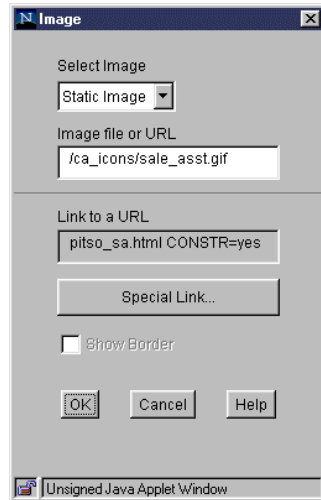 Image
Select Image
Static Image
Image file or URL
/ca_icons/sale_asst.gif
Link to a URL
pitso_sa.html CONSTR=yes
Special Link...
Show Border
OK Cancel Help
Unsigned Java Applet Window